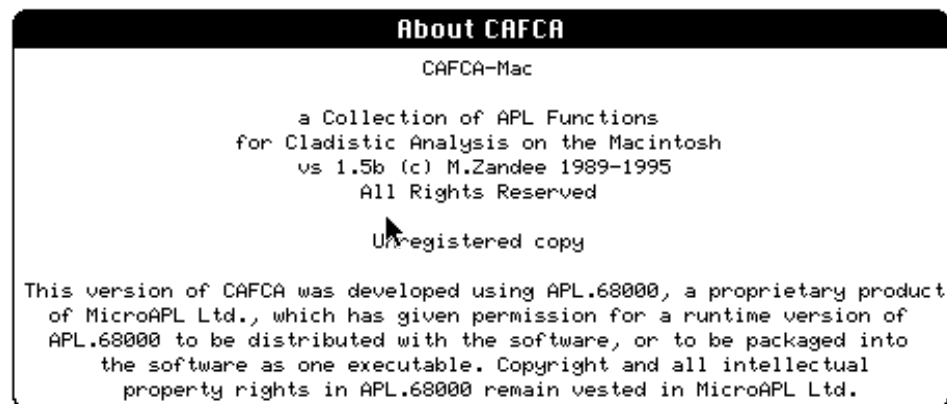 About CAFCA
CAFCA-Mac
a Collection of APL Functions
for Cladistic Analysis on the Macintosh
vs 1.5b (c) M.Zandee 1989-1995
All Rights Reserved
Unregistered copy
This version of CAFCA was developed using APL.68000, a proprietary product
of MicroAPL Ltd., which has given permission for a runtime version of
APL.68000 to be distributed with the software, or to be packaged into
the software as one executable. Copyright and all intellectual
property rights in APL.68000 remain vested in MicroAPL Ltd.